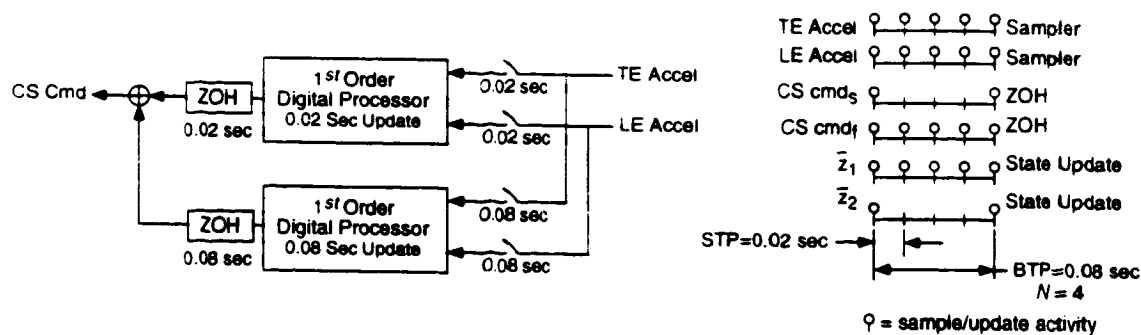 CS Cmd
ZOH
0.02 sec
1st Order
Digital Processor
0.02 Sec Update
0.02 sec
0.02 sec
TE Accel
LE Accel
ZOH
0.08 sec
1st Order
Digital Processor
0.08 Sec Update
0.08 sec
0.08 sec
TE Accel Sampler
LE Accel Sampler
CS cmds ZOH
CS cmdf ZOH
z̄1 State Update
z̄2 State Update
STP=0.02 sec
BTP=0.08 sec
N = 4
= sample/update activity